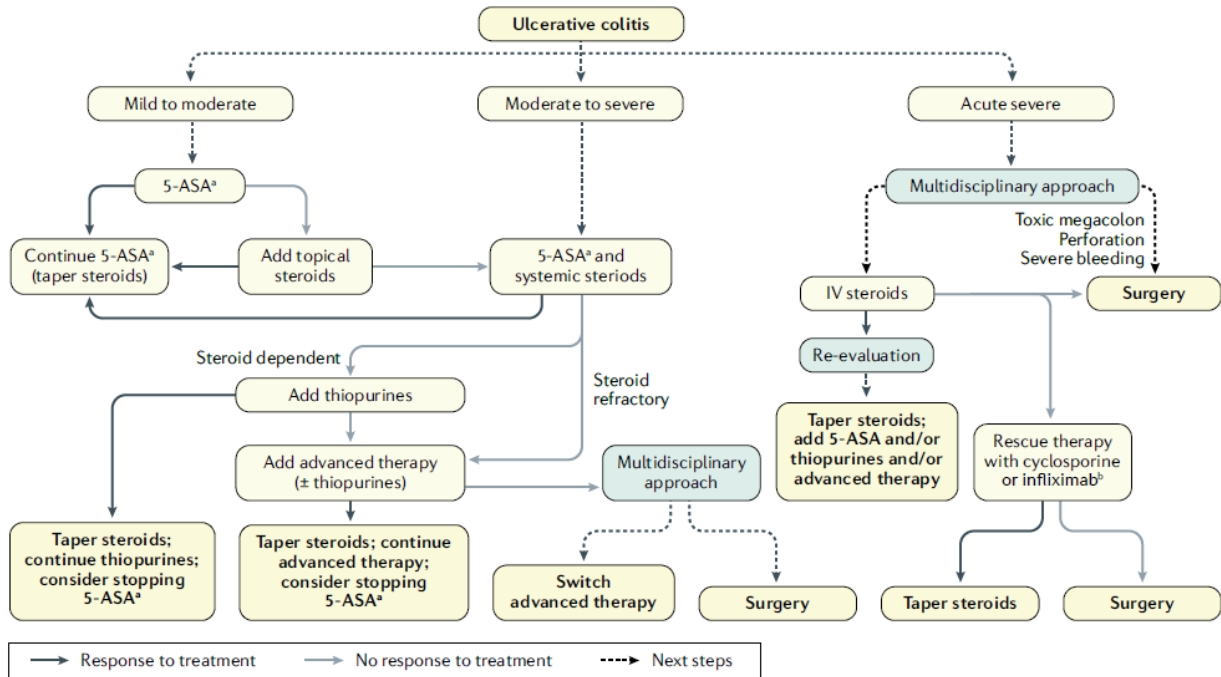 Ulcerative colitis
Mild to moderate
Moderate to severe
Acute severe
5-ASAᵃ
Multidisciplinary approach
Toxic megacolon
Perforation
Severe bleeding
Continue 5-ASAᵃ
(taper steroids)
Add topical
steroids
5-ASAᵃ and
systemic steriods
IV steroids
Surgery
Steroid dependent
Re-evaluation
Steroid
refractory
Add thiopurines
Taper steroids;
add 5-ASA and/or
thiopurines and/or
advanced therapy
Rescue therapy
with cyclosporine
or infliximabᵇ
Add advanced therapy
(± thiopurines)
Multidisciplinary
approach
Taper steroids;
continue thiopurines;
consider stopping
5-ASAᵃ
Taper steroids; continue
advanced therapy;
consider stopping
5-ASAᵃ
Switch
advanced therapy
Surgery
Taper steroids
Surgery
Response to treatment
No response to treatment
Next steps